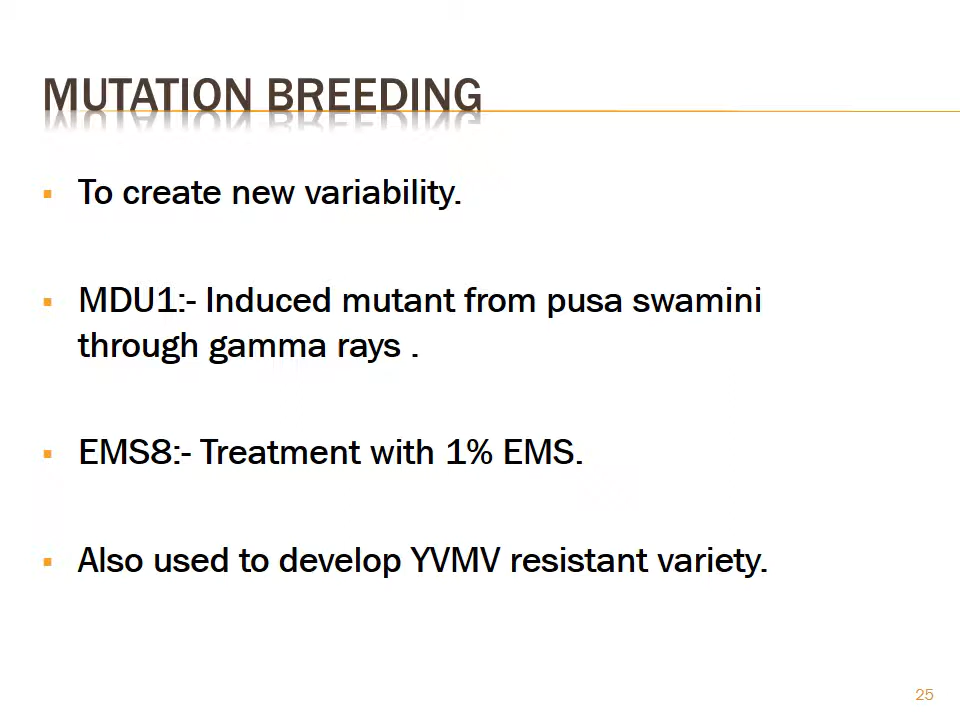 MUTATION BREEDING
▪ To create new variability.
▪ MDU1:- Induced mutant from pusa swamini
through gamma rays .
▪ EMS8:- Treatment with 1% EMS.
▪ Also used to develop YVMV resistant variety.
25